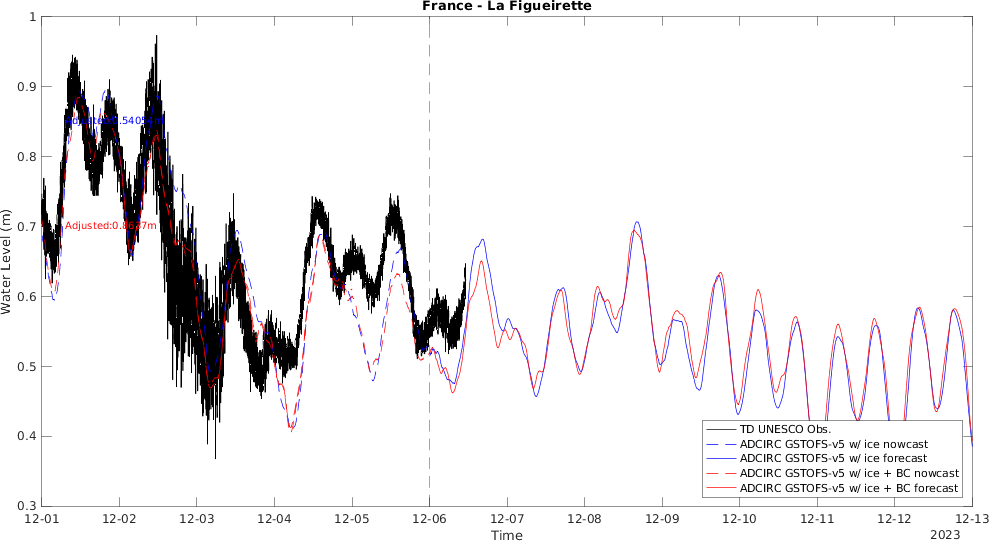 France - La Figueirette
Water Level (m)
1
0.9
0.8
0.7
0.6
0.5
0.4
0.3
Adjusted:0.8637m
12-01
12-02
12-03
12-04
12-05
12-06
12-07
12-08
12-09
12-10
12-11
12-12
12-13
Time
2023
TD UNESCO Obs.
ADCIRC GSTOFS-v5 w/ ice nowcast
ADCIRC GSTOFS-v5 w/ ice forecast
ADCIRC GSTOFS-v5 w/ ice + BC nowcast
ADCIRC GSTOFS-v5 w/ ice + BC forecast